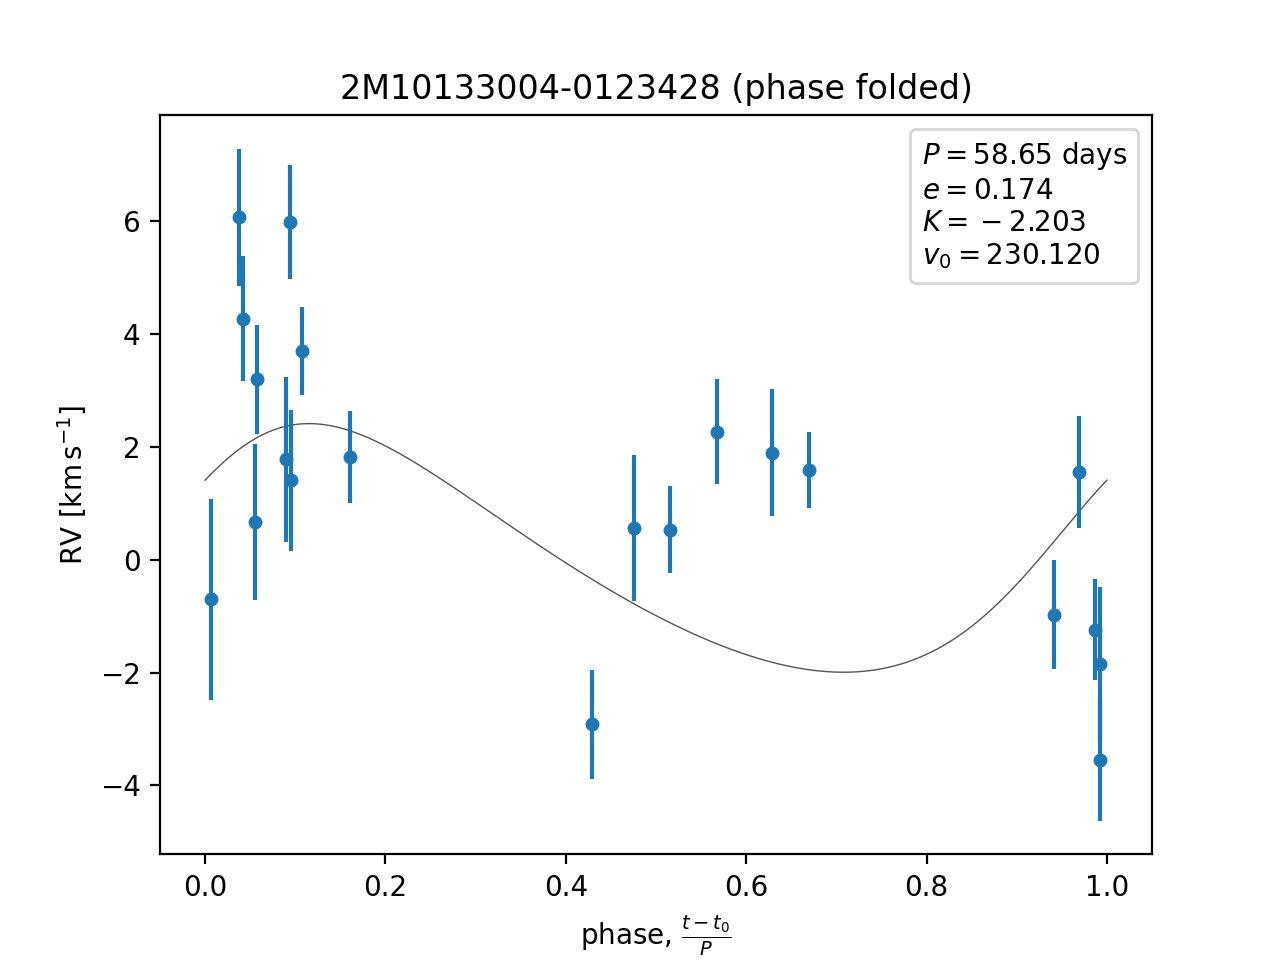 2M10133004-0123428 (phase folded)
P = 58.65 days
e = 0.174
K = −2.203
v₀ = 230.120
6
4
2
0
−2
−4
RV [km s⁻¹]
0.0 0.2 0.4 0.6 0.8 1.0
phase, (t − t₀)/P